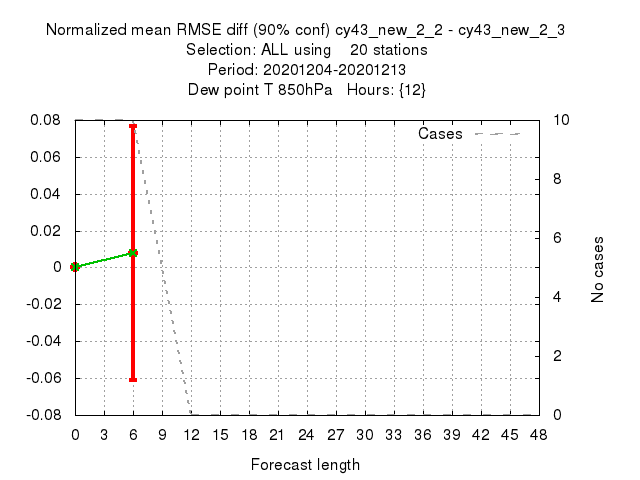 Normalized mean RMSE diff (90% conf) cy43_new_2_2 - cy43_new_2_3
Selection: ALL using 20 stations
Period: 20201204-20201213
Dew point T 850hPa Hours: {12}
Cases
0.08
0.06
0.04
0.02
0
-0.02
-0.04
-0.06
-0.08
10
8
6
4
2
0
No cases
0 3 6 9 12 15 18 21 24 27 30 33 36 39 42 45 48
Forecast length